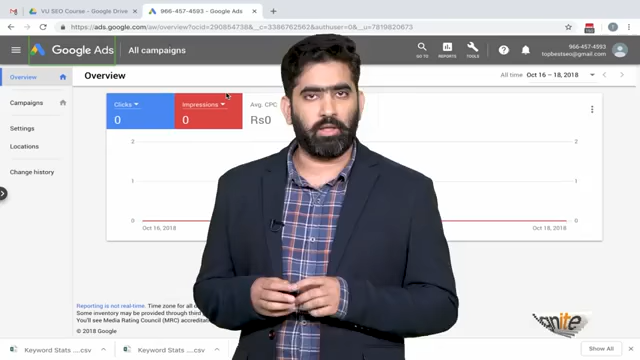 VU SEO Course - Google Drive
966-457-4593 - Google Ads
https://ads.google.com/aw/overview?ocid=290854738&__c=3386762562&authuser=0&__u=7819820673
Google Ads
All campaigns
GO TO
REPORTS
TOOLS
966-457-4593
topbestseo@gmail.com
Overview
Overview
All time
Oct 16 – 18, 2018
Campaigns
Settings
Locations
Change history
Clicks
Impressions
Avg. CPC
0
0
Rs0
2
2
1
1
0
0
Oct 16, 2018
Oct 18, 2018
Reporting is not real-time. Time zone for all
Some inventory may be provided through third
You'll see Media Rating Council (MRC) accredita
© 2018 Google
Keyword Stats ....csv
Keyword Stats ....csv
Show All